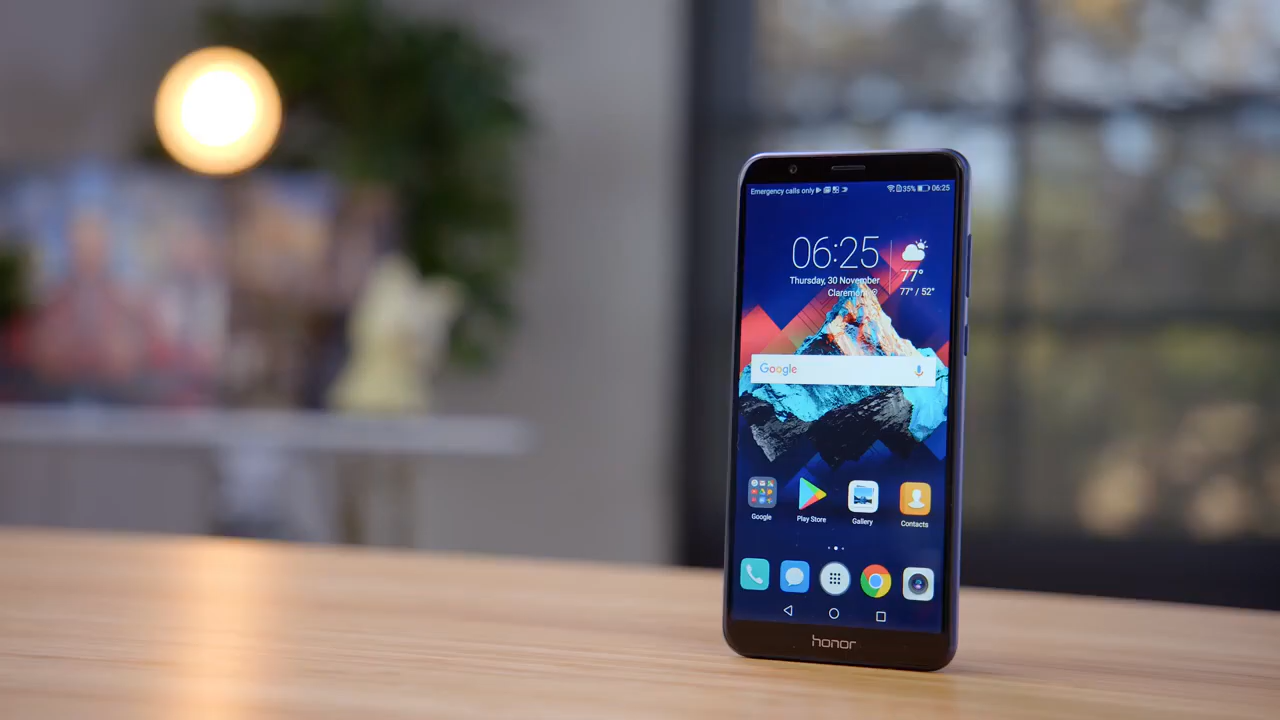 Emergency calls only 35% 06:25
06:25
Thursday, 30 November
Claremont
77°
77° / 52°
Google
Google Play Store Gallery Contacts
honor